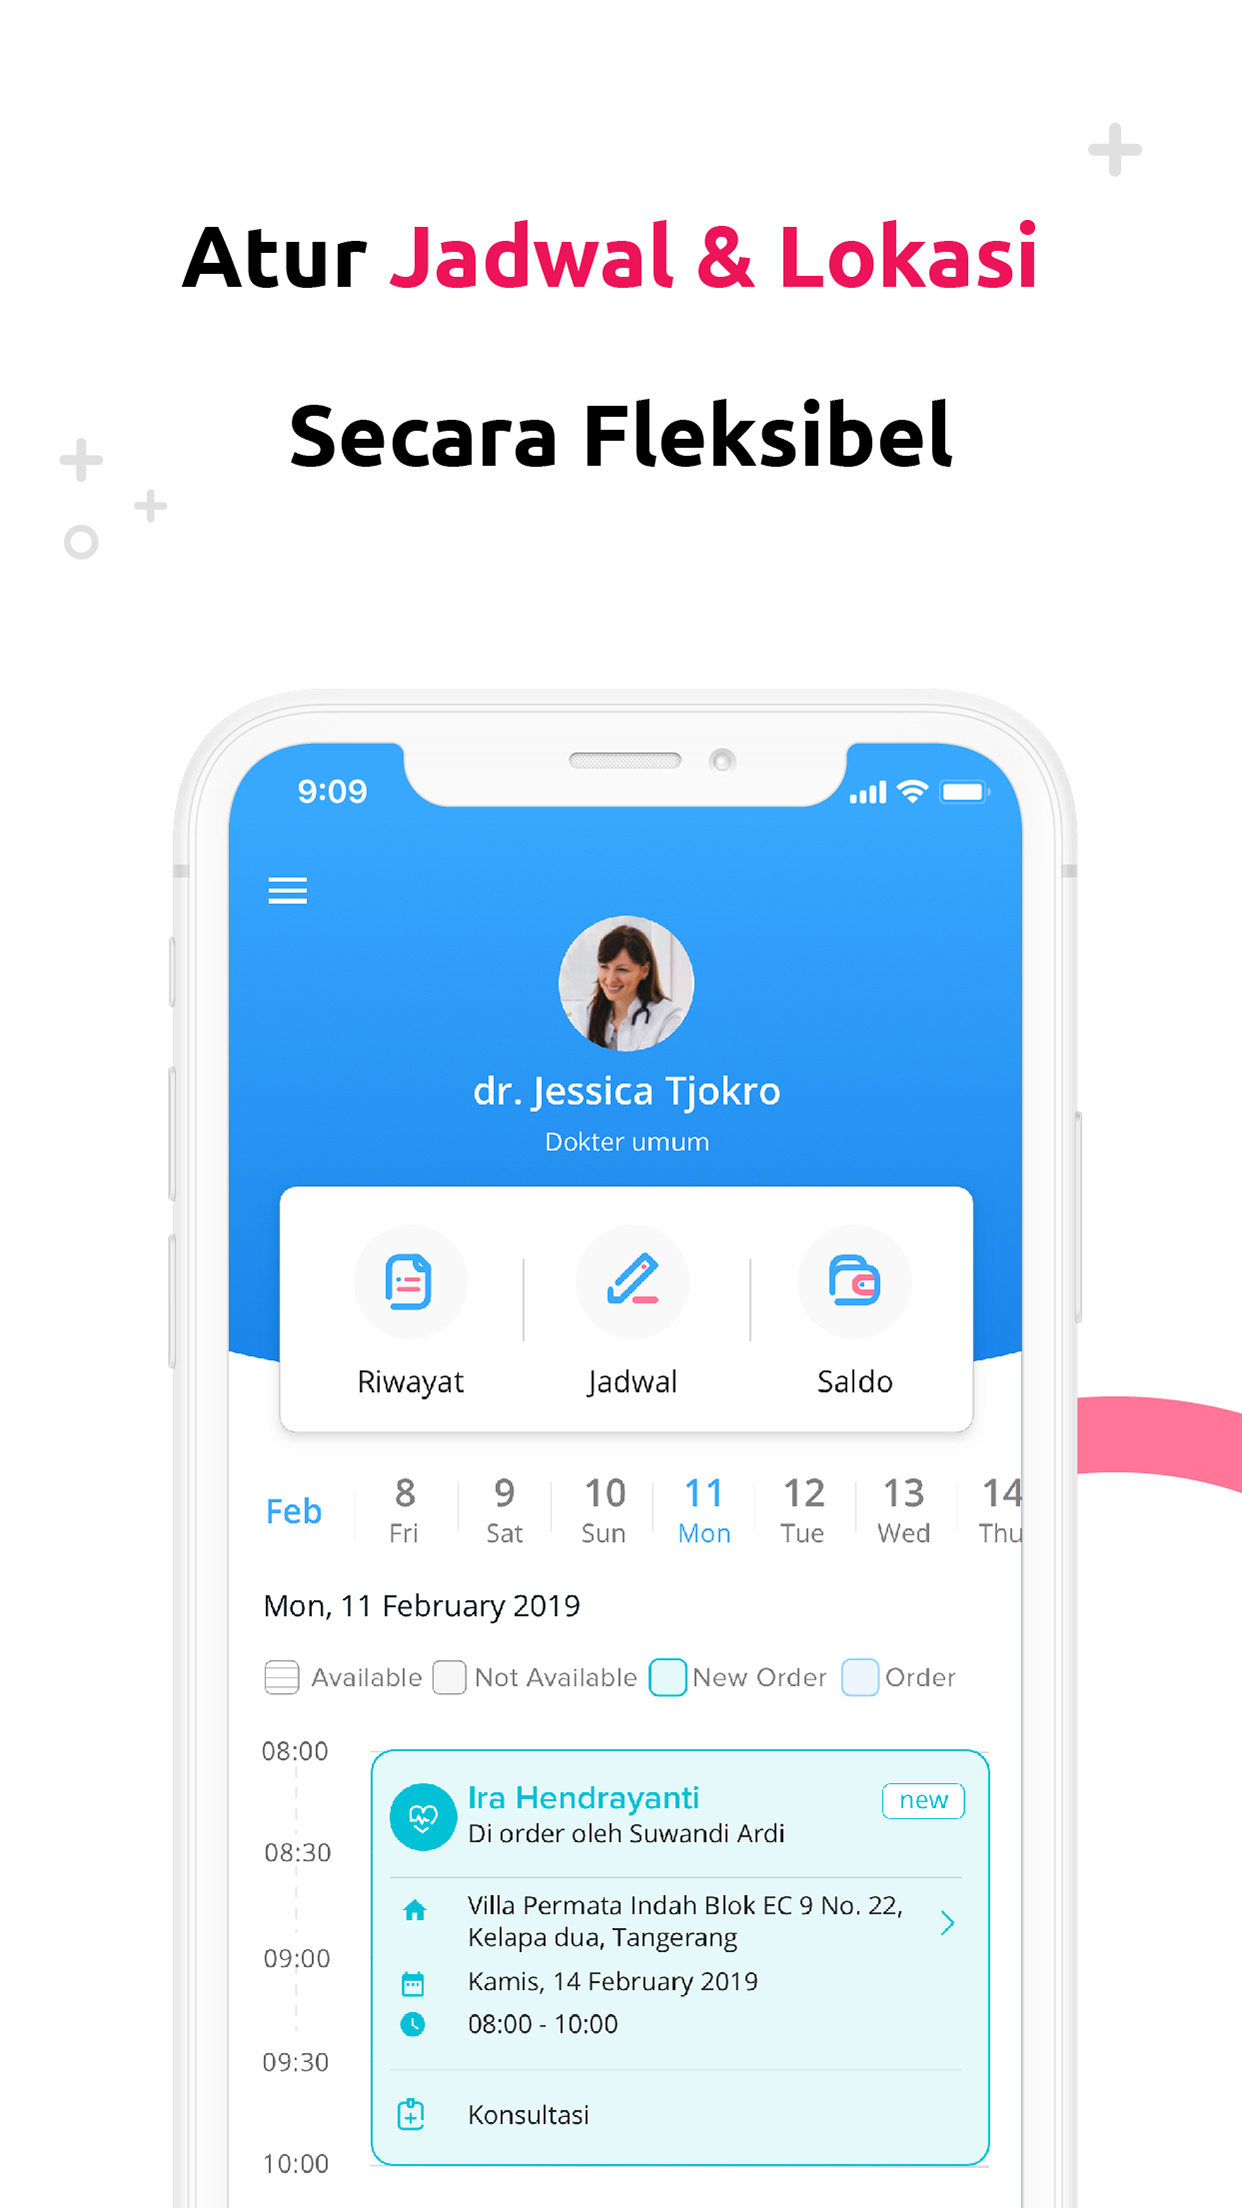 Atur Jadwal & Lokasi
Secara Fleksibel
9:09
dr. Jessica Tjokro
Dokter umum
Riwayat
Jadwal
Saldo
Feb
8
Fri
9
Sat
10
Sun
11
Mon
12
Tue
13
Wed
14
Thu
Mon, 11 February 2019
Available
Not Available
New Order
Order
08:00
08:30
09:00
09:30
10:00
Ira Hendrayanti
new
Di order oleh Suwandi Ardi
Villa Permata Indah Blok EC 9 No. 22,
Kelapa dua, Tangerang
Kamis, 14 February 2019
08:00 - 10:00
Konsultasi